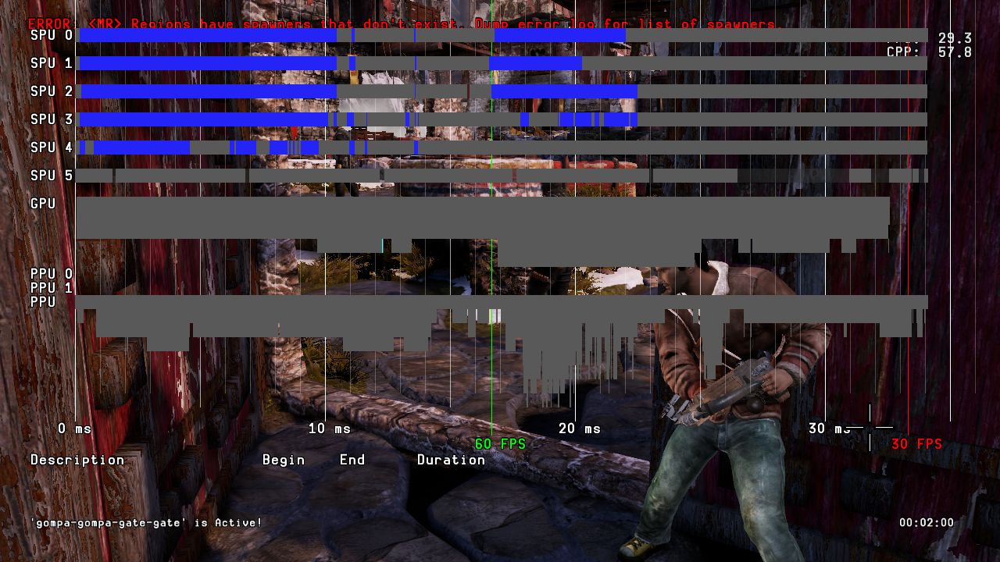 ERROR: <MR> Regions have spawners that don't exist. Dump error log for list of spawners.
SPU 0
29.3
CPP: 57.8
SPU 1
SPU 2
SPU 3
SPU 4
SPU 5
GPU
PPU 0
PPU 1
PPU
0 ms 10 ms 20 ms 30 ms
60 FPS 30 FPS
Description Begin End Duration
'gompa-gompa-gate-gate' is Active!
00:02:00